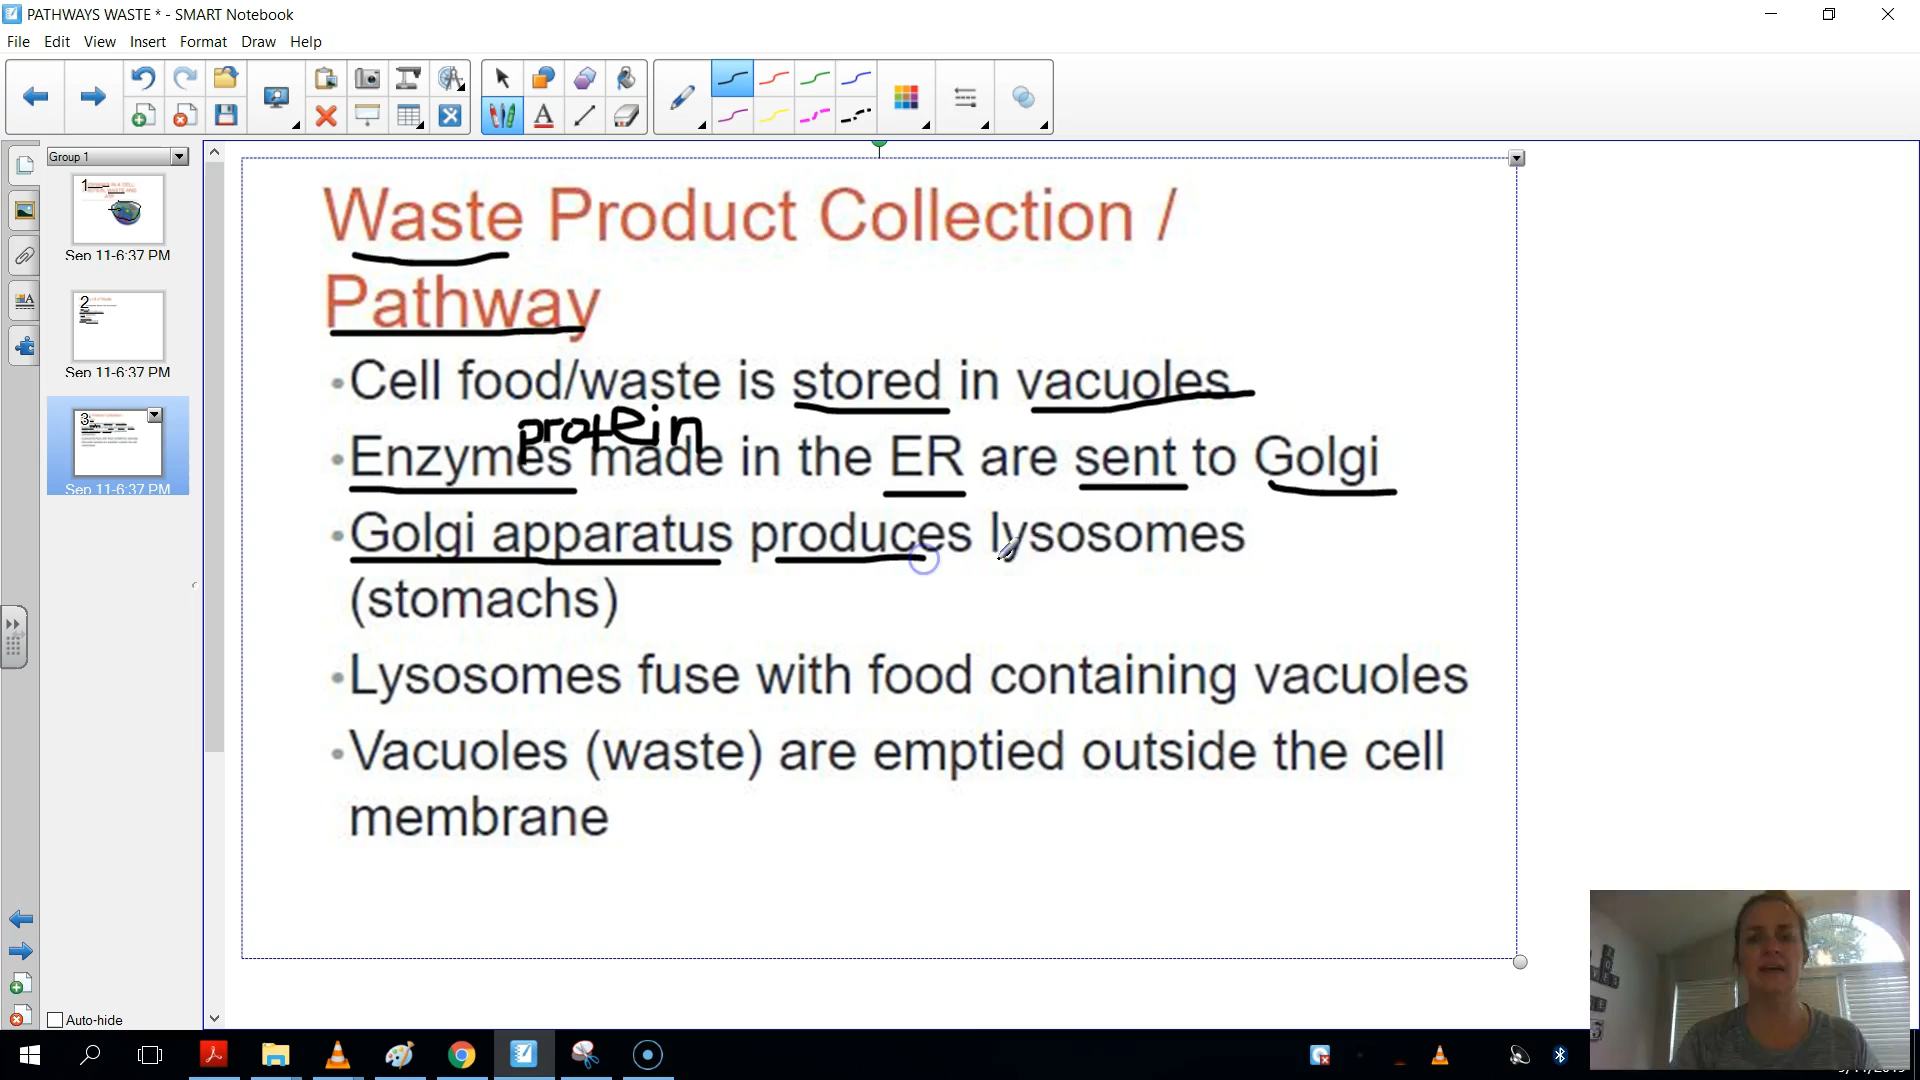 PATHWAYS WASTE * - SMART Notebook
File Edit View Insert Format Draw Help
Group 1
1
Sep 11-6:37 PM
2
Sep 11-6:37 PM
3
Sep 11-6:37 PM
Auto-hide
Waste Product Collection /
Pathway
•Cell food/waste is stored in vacuoles
protein
•Enzymes made in the ER are sent to Golgi
•Golgi apparatus produces lysosomes
(stomachs)
•Lysosomes fuse with food containing vacuoles
•Vacuoles (waste) are emptied outside the cell
membrane